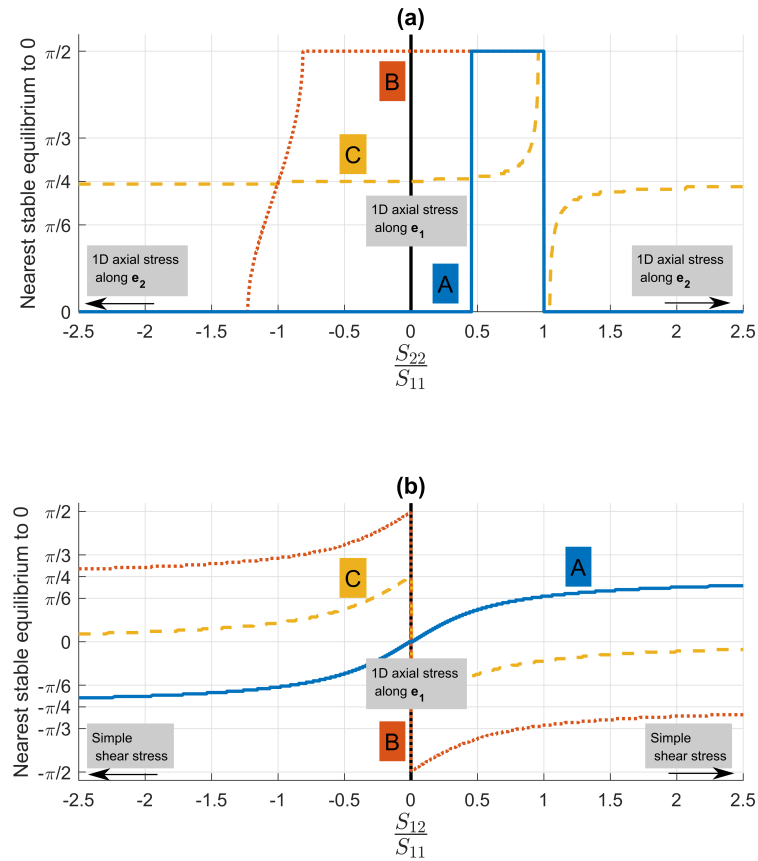 (a)
Nearest stable equilibrium to 0
π/2
π/3
π/4
π/6
0
B
C
A
1D axial stress
along e2
1D axial stress
along e1
1D axial stress
along e2
-2.5 -2 -1.5 -1 -0.5 0 0.5 1 1.5 2 2.5
S22
S11
(b)
Nearest stable equilibrium to 0
π/2
π/3
π/4
π/6
0
-π/6
-π/4
-π/3
-π/2
C
A
1D axial stress
along e1
B
Simple
shear stress
Simple
shear stress
-2.5 -2 -1.5 -1 -0.5 0 0.5 1 1.5 2 2.5
S12
S11